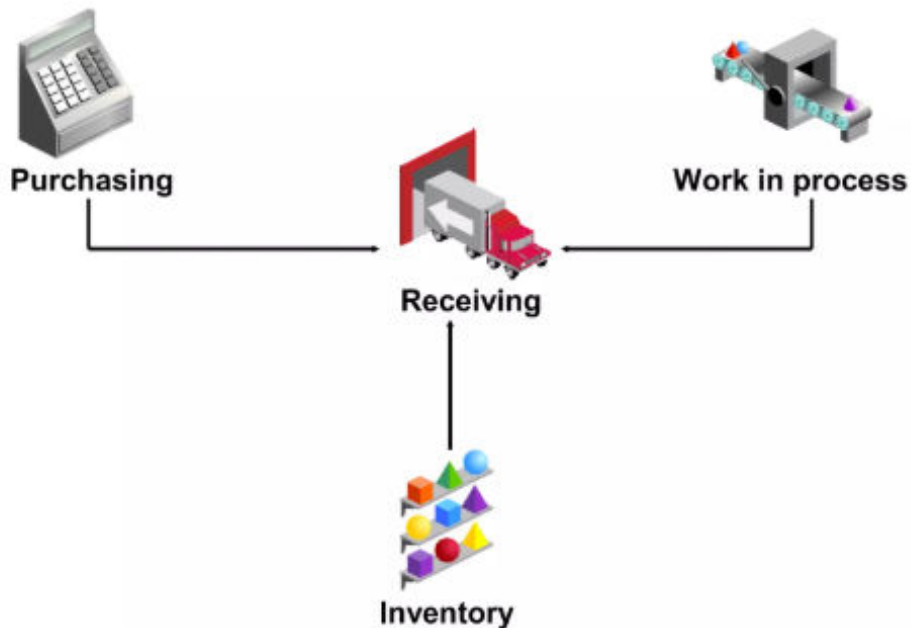 Purchasing
Work in process
Receiving
Inventory